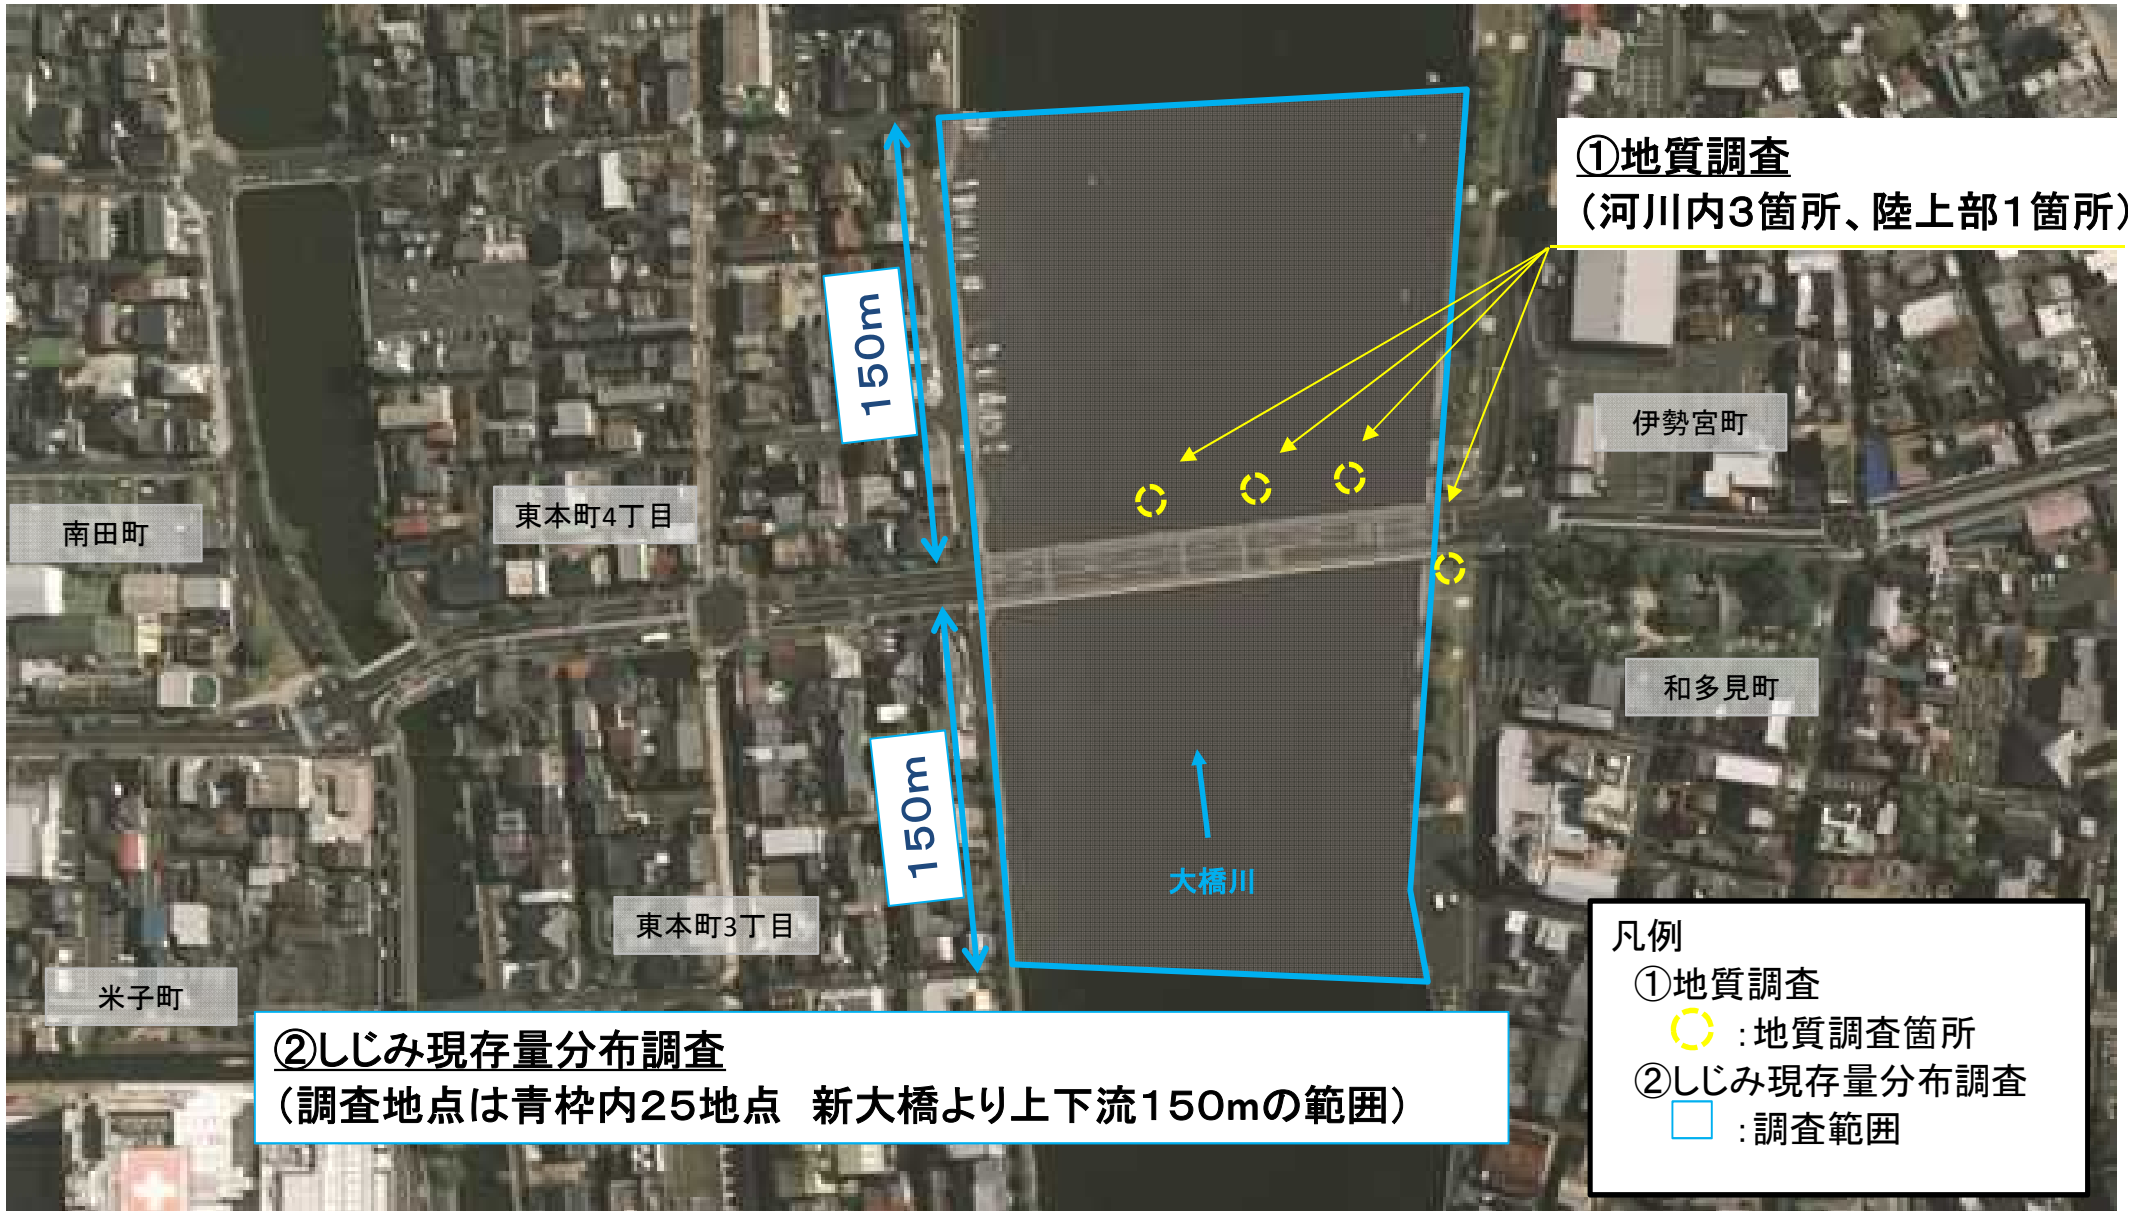 ①地質調査
（河川内3箇所、陸上部1箇所）
150m
伊勢宮町
東本町4丁目
南田町
和多見町
150m
大橋川
東本町3丁目
米子町
②しじみ現存量分布調査
（調査地点は青枠内25地点　新大橋より上下流150mの範囲）
凡例
①地質調査
：地質調査箇所
②しじみ現存量分布調査
：調査範囲